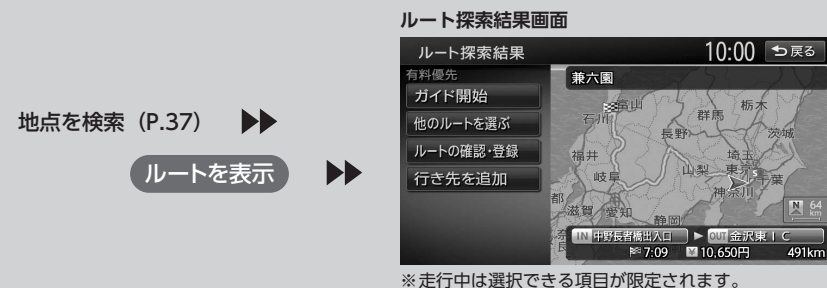 地点を検索（P.37）
ルートを表示
ルート探索結果画面
ルート探索結果 10:00 戻る
有料優先
ガイド開始
他のルートを選ぶ
ルートの確認・登録
行き先を追加
兼六園
富山 栃木
石川 群馬
長野 茨城
福井 埼玉
岐阜 山梨 東京 千葉
神奈川
都
滋賀 愛知 静岡
奈良
N 64km
IN 中野長者橋出入口 ▶ OUT 金沢東ＩＣ
7:09 ¥10,650円 491km
※走行中は選択できる項目が限定されます。